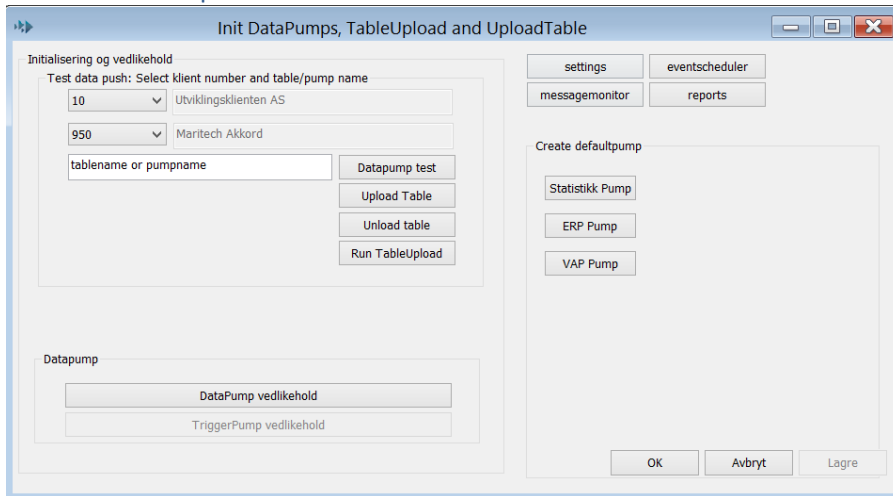 Init DataPumps, TableUpload and UploadTable
Initialisering og vedlikehold
Test data push: Select klient number and table/pump name
10 Utviklingsklienten AS
950 Maritech Akkord
tablename or pumpname
Datapump test
Upload Table
Unload table
Run TableUpload
Datapump
DataPump vedlikehold
TriggerPump vedlikehold
settings eventscheduler
messagemonitor reports
Create defaultpump
Statistikk Pump
ERP Pump
VAP Pump
OK Avbryt Lagre